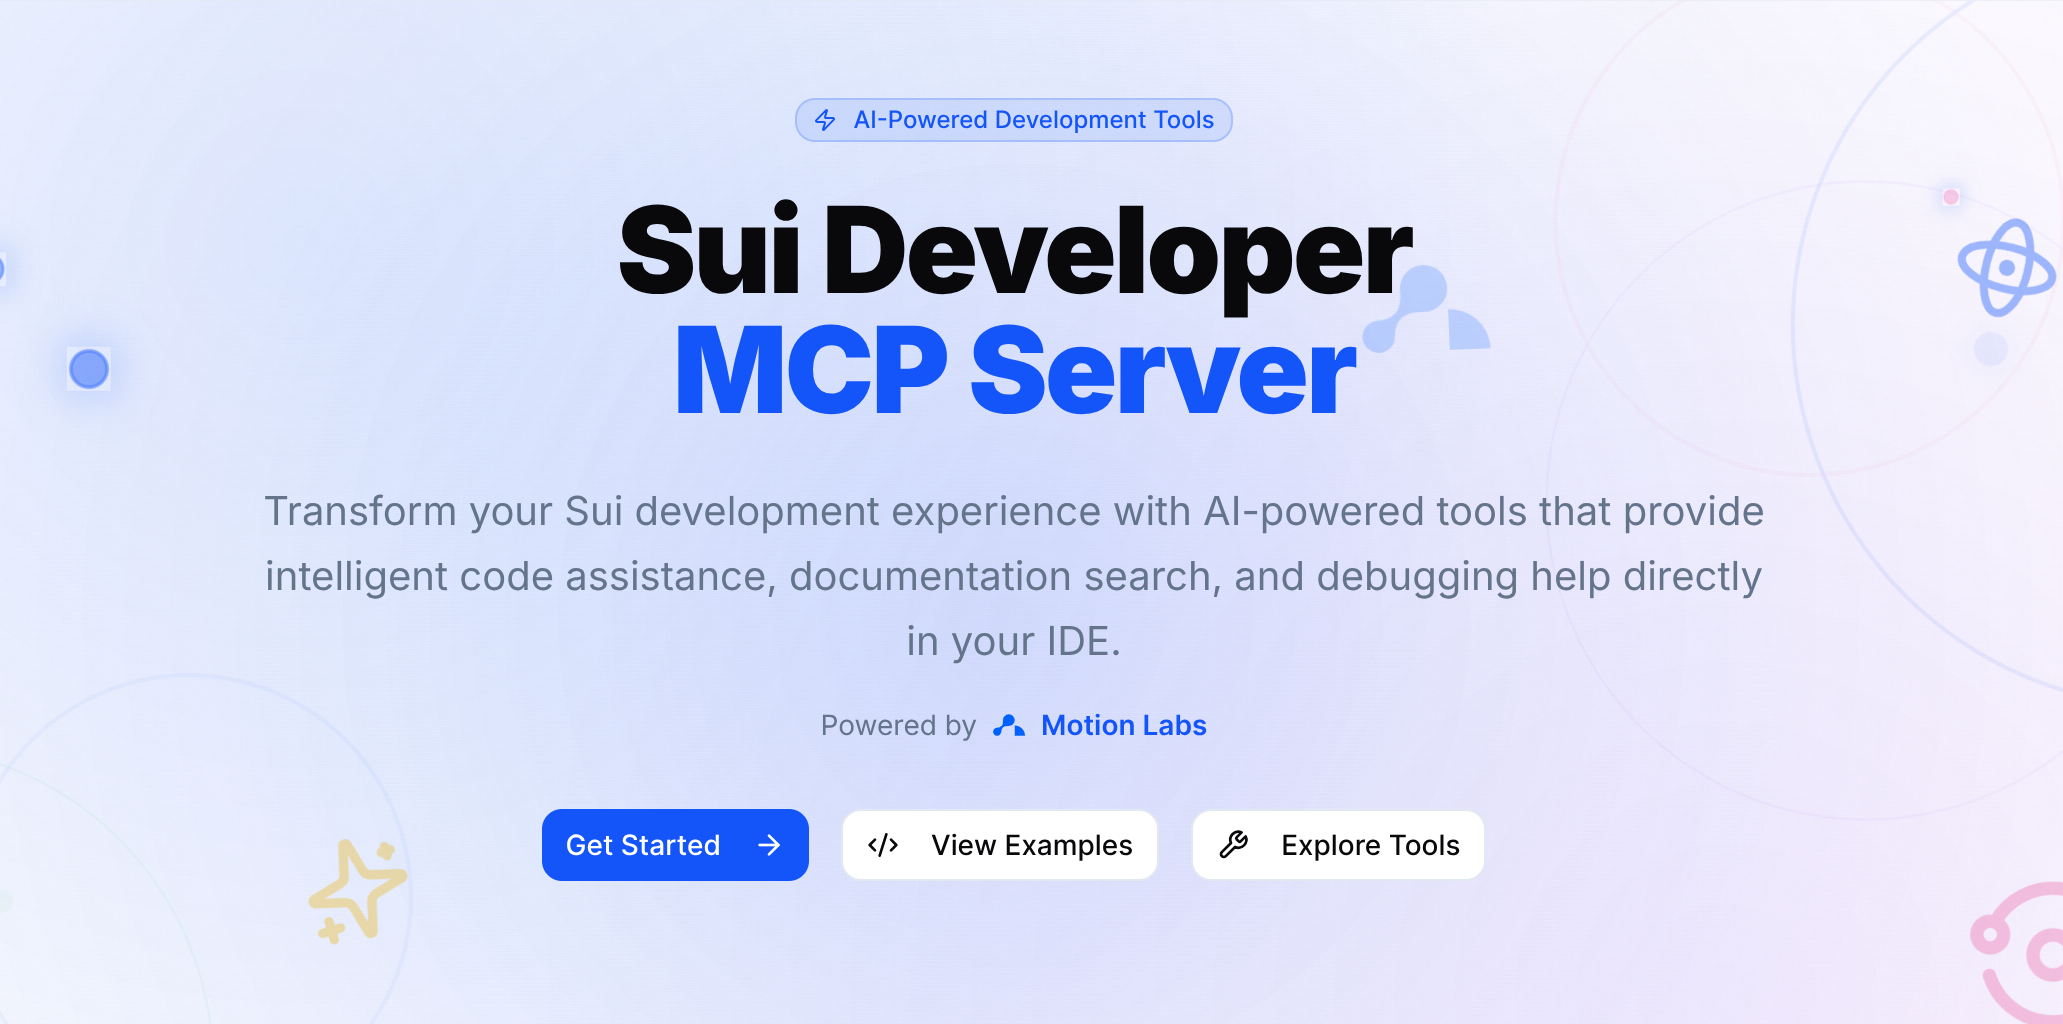 AI-Powered Development Tools
Sui Developer
MCP Server
Transform your Sui development experience with AI-powered tools that provide
intelligent code assistance, documentation search, and debugging help directly
in your IDE.
Powered by Motion Labs
Get Started
View Examples
Explore Tools